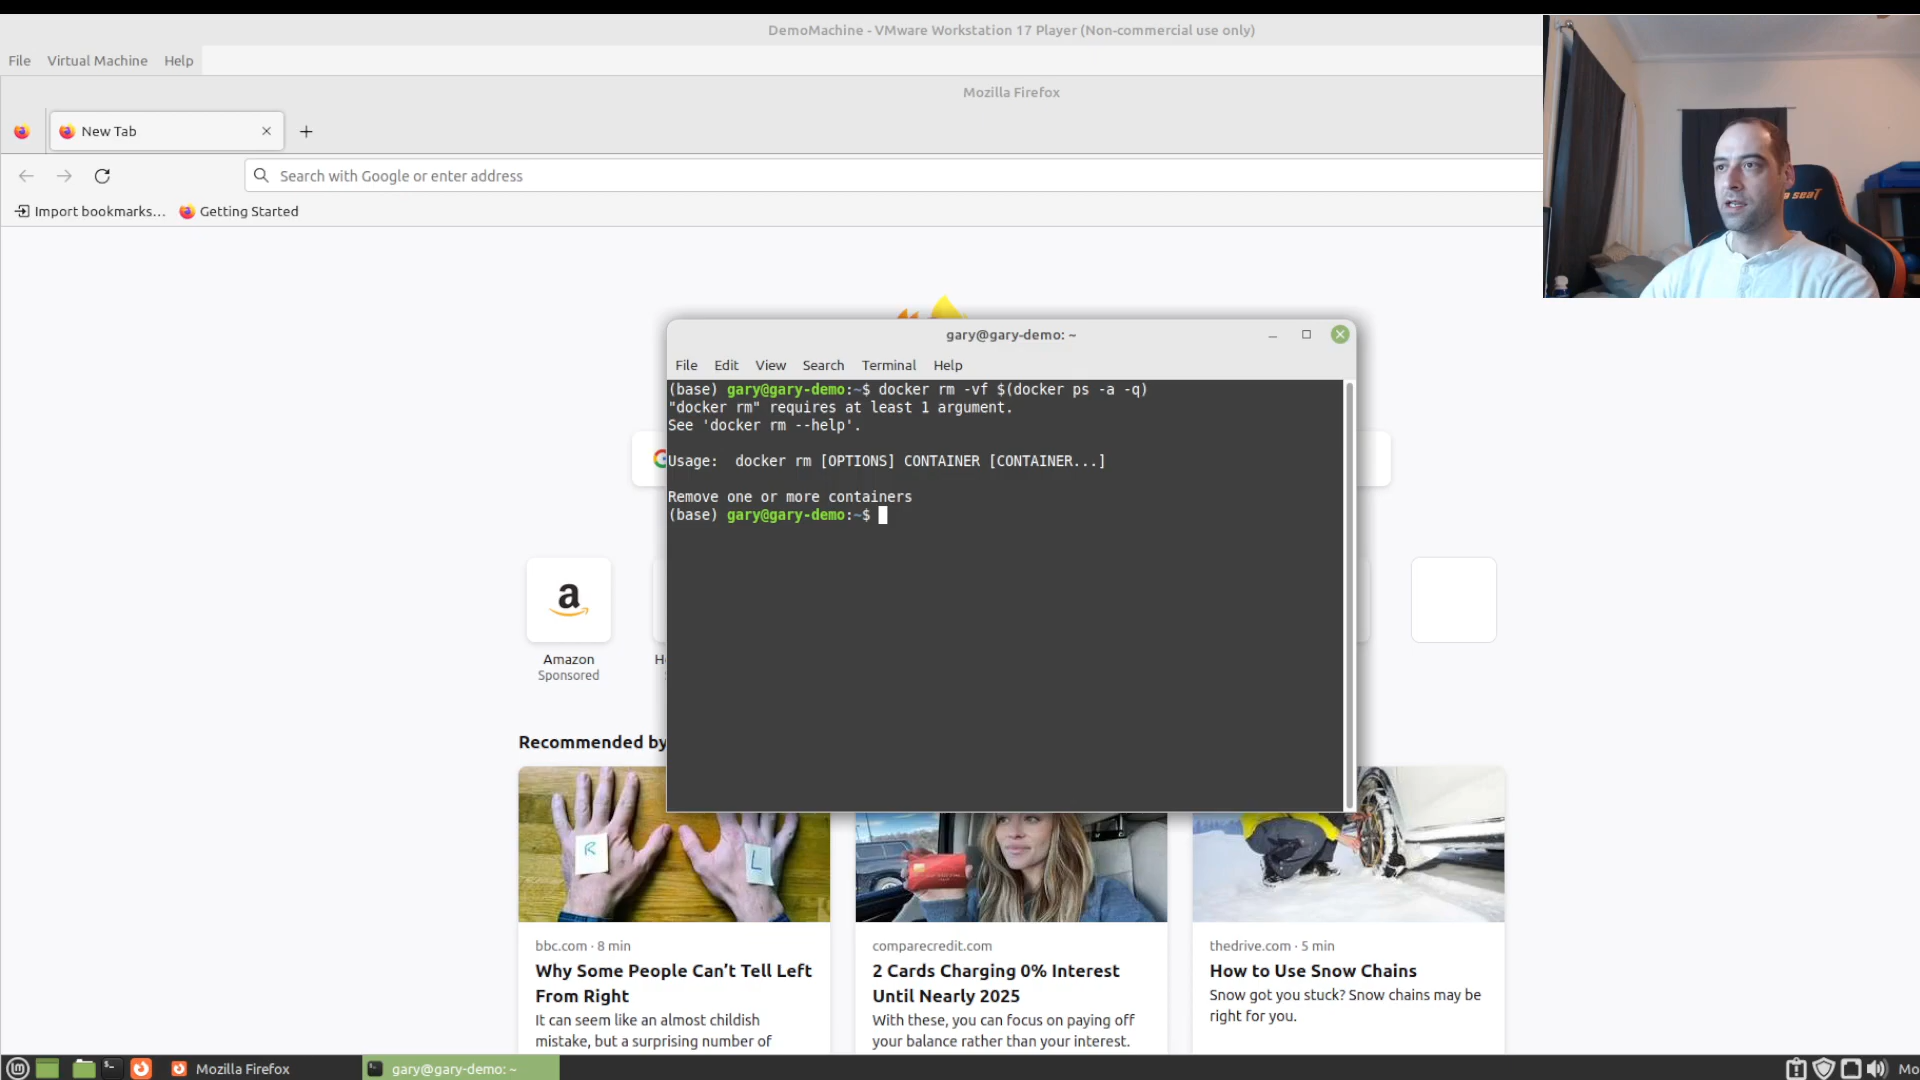 DemoMachine - VMware Workstation 17 Player (Non-commercial use only)
File Virtual Machine Help
Mozilla Firefox
New Tab
Search with Google or enter address
Import bookmarks...
Getting Started
a seat
gary@gary-demo: ~
File Edit View Search Terminal Help
(base) gary@gary-demo:~$ docker rm -vf $(docker ps -a -q)
"docker rm" requires at least 1 argument.
See 'docker rm --help'.
Usage:  docker rm [OPTIONS] CONTAINER [CONTAINER...]
Remove one or more containers
(base) gary@gary-demo:~$
a
Amazon
Sponsored
Recommended by
R
L
bbc.com · 8 min
Why Some People Can’t Tell Left
From Right
It can seem like an almost childish
mistake, but a surprising number of
comparecredit.com
2 Cards Charging 0% Interest
Until Nearly 2025
With these, you can focus on paying off
your balance rather than your interest.
thedrive.com · 5 min
How to Use Snow Chains
Snow got you stuck? Snow chains may be
right for you.
Mozilla Firefox
gary@gary-demo: ~
Mo